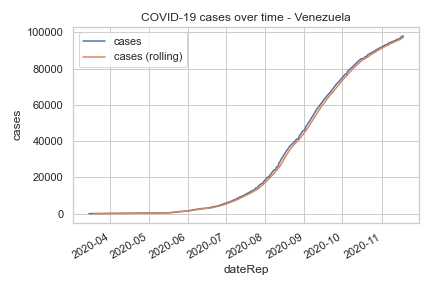 COVID-19 cases over time - Venezuela
cases
cases (rolling)
100000
80000
60000
40000
20000
0
cases
2020-04
2020-05
2020-06
2020-07
2020-08
2020-09
2020-10
2020-11
dateRep